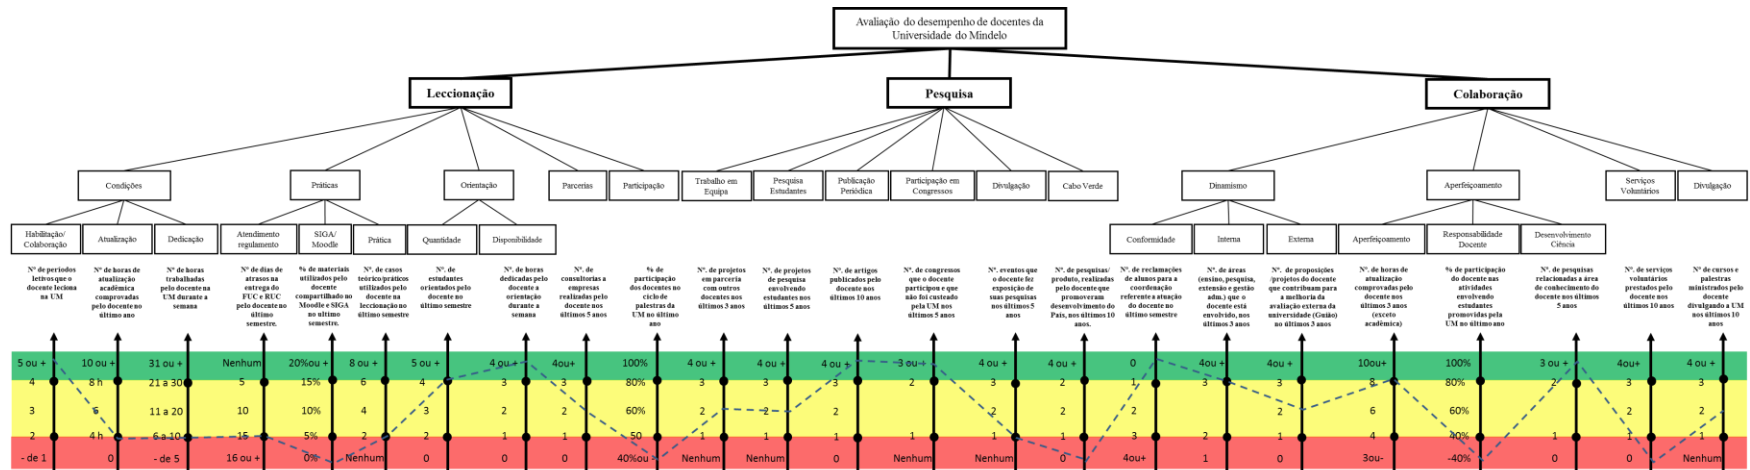 Avaliação do desempenho de docentes da
Universidade do Mindelo
Leccionação
Pesquisa
Colaboração
Condições
Práticas
Orientação
Parcerias
Participação
Trabalho em
Equipa
Pesquisa
Estudantes
Publicação
Periódica
Participação em
Congressos
Divulgação
Cabo Verde
Dinamismo
Aperfeiçoamento
Serviços
Voluntários
Divulgação
Habilitação/
Colaboração
Atualização
Dedicação
Atendimento
regulamento
SIGA/
Moodle
Prática
Quantidade
Disponibilidade
Conformidade
Interna
Externa
Aperfeiçoamento
Responsabilidade
Docente
Desenvolvimento
Ciência
Nº de períodos
letivos que o
docente leciona
na UM
Nº de horas de
atualização
acadêmica
comprovadas
pelo docente no
último ano
Nº de horas
trabalhadas
pelo docente na
UM durante a
semana
Nº de dias de
atrasos na
entrega do
FUC e RUC
pelo docente no
último
semestre.
% de materiais
utilizados pelo
docente
compartilhado no
Moodle e SIGA
no ultimo
semestre.
Nº. de casos
teórico/práticos
utilizados pelo
docente na
leccionação no
último semestre
Nº. de
estudantes
orientados pelo
docente no
último semestre
Nº. de horas
dedicadas pelo
docente a
orientação
durante a
semana
Nº. de
consultorias a
empresas
realizadas pelo
docente nos
últimos 5 anos
% de
participação
dos docentes no
ciclo de
palestras da
UM no último
ano
Nº. de projetos
em parceria
com outros
docentes nos
últimos 3 anos
Nº. de projetos
de pesquisa
envolvendo
estudantes nos
últimos 5 anos
Nº. de artigos
publicados pelo
docente nos
últimos 10 anos
Nº. de congremos
que o docente
participou e que
não foi custeado
pela UM nos
últimos 5 anos
Nº. eventos que
o docente fez
exposição de
suas pesquisas
nos últimos 5
anos
Nº. de pesquisas/
produto, realizadas
pelo docente que
promoveram
desenvolvimento do
País, nos últimos 10
anos.
Nº. de reclamações
de alunos para a
coordenação
referente a atuação
do docente no
último semestre
Nº. de áreas
(ensino, pesquisa,
extensão e gestão
adm.) que o
docente está
envolvido, nos
últimos 3 anos
Nº. de proposições
/projetos do docente
que contribuam para
a melhoria da
avaliação externa da
universidade (Guião)
no últimos 3 anos
Nº. de horas de
atualização
comprovadas pelo
docente nos
últimos 3 anos
(exceto
acadêmica)
% de participação
do docente nas
atividades
envolvendo
estudantes
promovidas pela
UM no último ano
Nº. de pesquisas
relacionadas a área
de conhecimento do
docente nos últimos
5 anos
Nº. de serviços
voluntários
prestados pelo
docente nos
últimos 10 anos
Nº. de cursos e
palestras
ministrados pelo
docente
divulgando a UM
nos últimos 10
anos
5 ou + 10 ou + 31 ou + Nenhum 20%ou + 8 ou + 5 ou + 4 ou + 4ou+ 100% 4 ou + 4 ou + 4 ou + 3 ou + 4 ou + 4 ou + 0 4ou + 4ou + 10ou+ 100% 3 ou + 4ou+ 4 ou +
4 8 h 21 a 30 5 15% 6 4 3 3 80% 3 3 3 2 3 2 1 3 3 8 80% 2 3 3
3 6 11 a 20 10 10% 4 3 2 2 60% 2 2 2 2 2 2 6 60% 2 2
2 4 h 6 a 10 15 5% 2 2 1 1 50 1 1 1 1 1 1 3 2 1 4 40% 1 1 1
- de 1 0 - de 5 16 ou + 0% Nenhum 0 0 0 40%ou - Nenhum Nenhum 0 Nenhum Nenhum 0 4ou+ 1 0 3ou- -40% 0 0 Nenhum